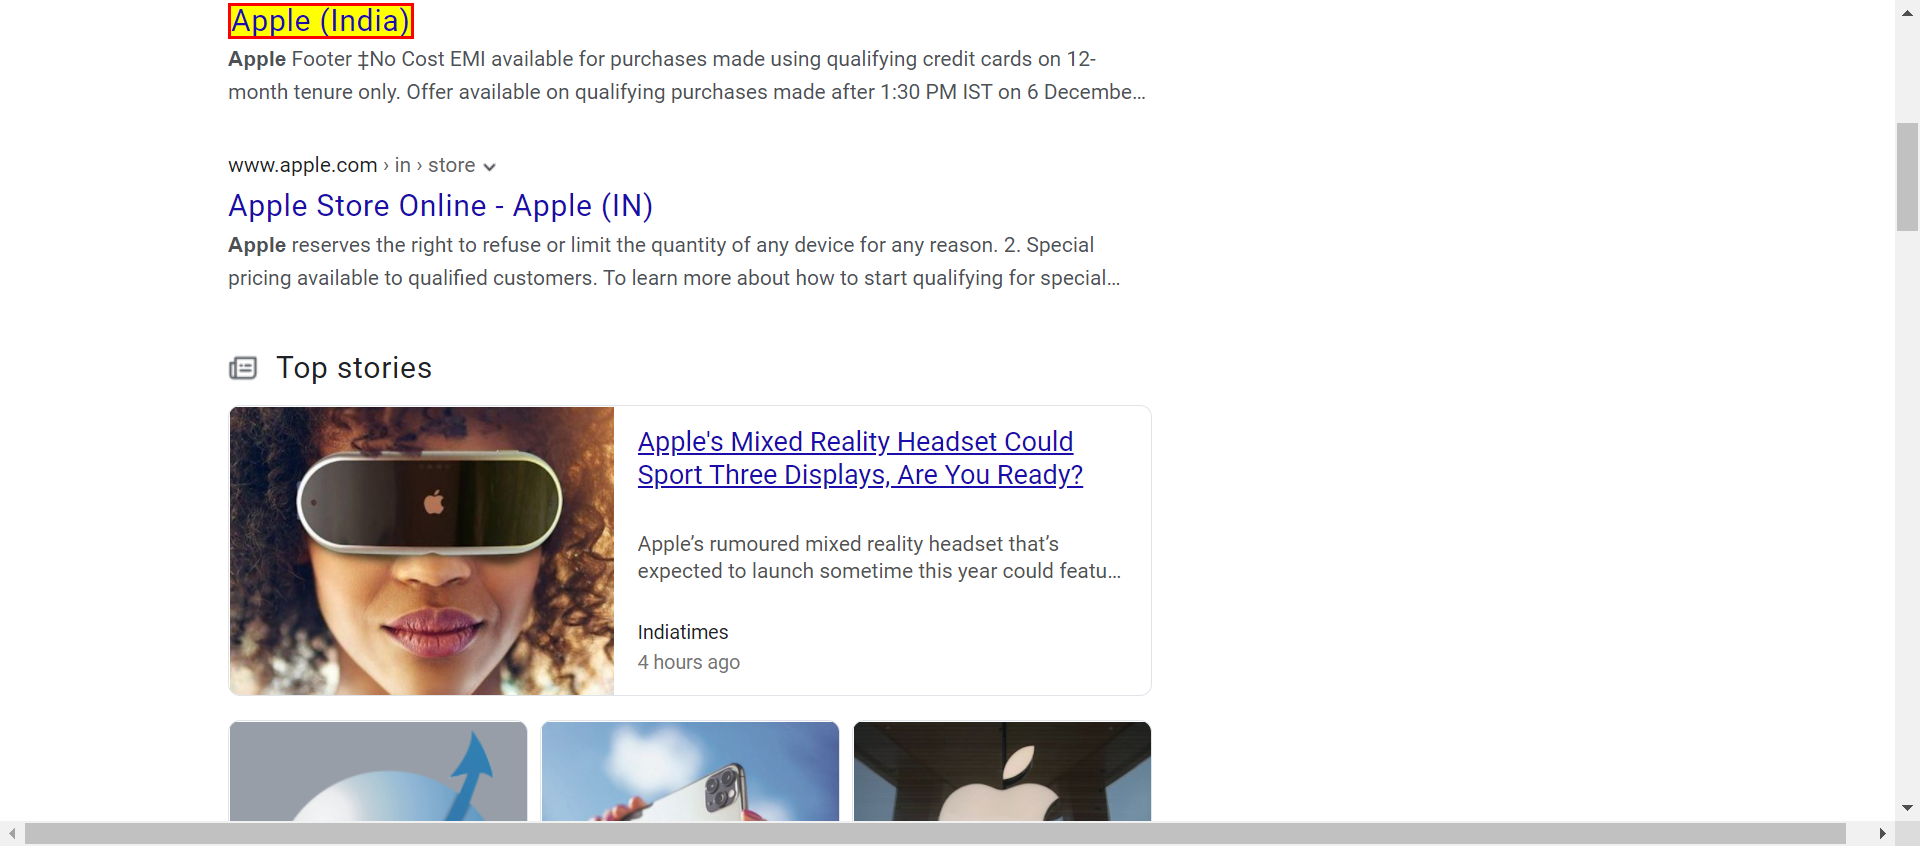 Apple (India)
Apple Footer ‡No Cost EMI available for purchases made using qualifying credit cards on 12-
month tenure only. Offer available on qualifying purchases made after 1:30 PM IST on 6 Decembe...
www.apple.com › in › store
Apple Store Online - Apple (IN)
Apple reserves the right to refuse or limit the quantity of any device for any reason. 2. Special
pricing available to qualified customers. To learn more about how to start qualifying for special...
Top stories
Apple's Mixed Reality Headset Could
Sport Three Displays, Are You Ready?
Apple’s rumoured mixed reality headset that’s
expected to launch sometime this year could featu...
Indiatimes
4 hours ago